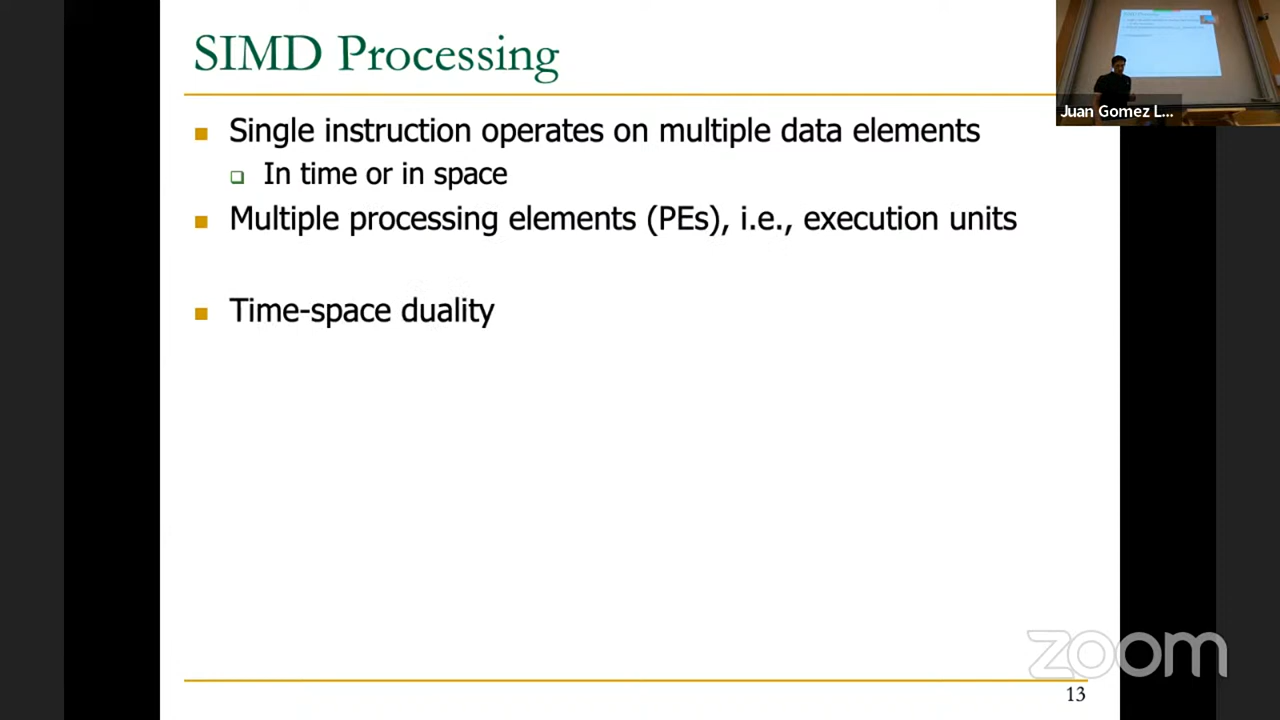 SIMD Processing
Single instruction operates on multiple data elements
In time or in space
Multiple processing elements (PEs), i.e., execution units
Time-space duality
Juan Gomez L...
zoom
13